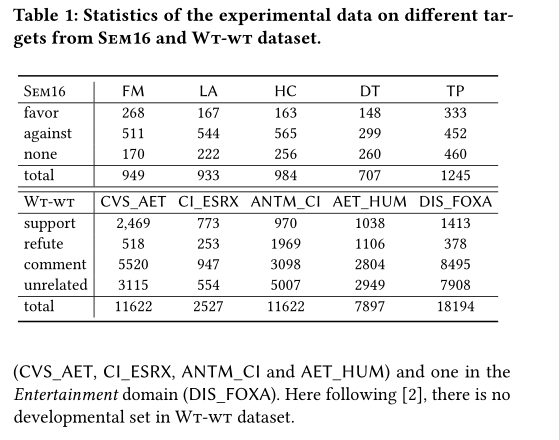 Table 1: Statistics of the experimental data on different tar-
gets from Sem16 and Wt-wt dataset.
Sem16 FM LA HC DT TP
favor 268 167 163 148 333
against 511 544 565 299 452
none 170 222 256 260 460
total 949 933 984 707 1245
Wt-wt CVS_AET CI_ESRX ANTM_CI AET_HUM DIS_FOXA
support 2,469 773 970 1038 1413
refute 518 253 1969 1106 378
comment 5520 947 3098 2804 8495
unrelated 3115 554 5007 2949 7908
total 11622 2527 11622 7897 18194
(CVS_AET, CI_ESRX, ANTM_CI and AET_HUM) and one in the
Entertainment domain (DIS_FOXA). Here following [2], there is no
developmental set in Wt-wt dataset.